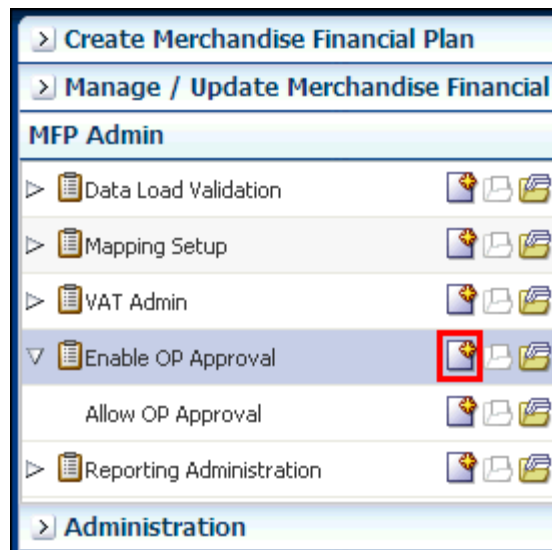 Create Merchandise Financial Plan
Manage / Update Merchandise Financial
MFP Admin
Data Load Validation
Mapping Setup
VAT Admin
Enable OP Approval
Allow OP Approval
Reporting Administration
Administration